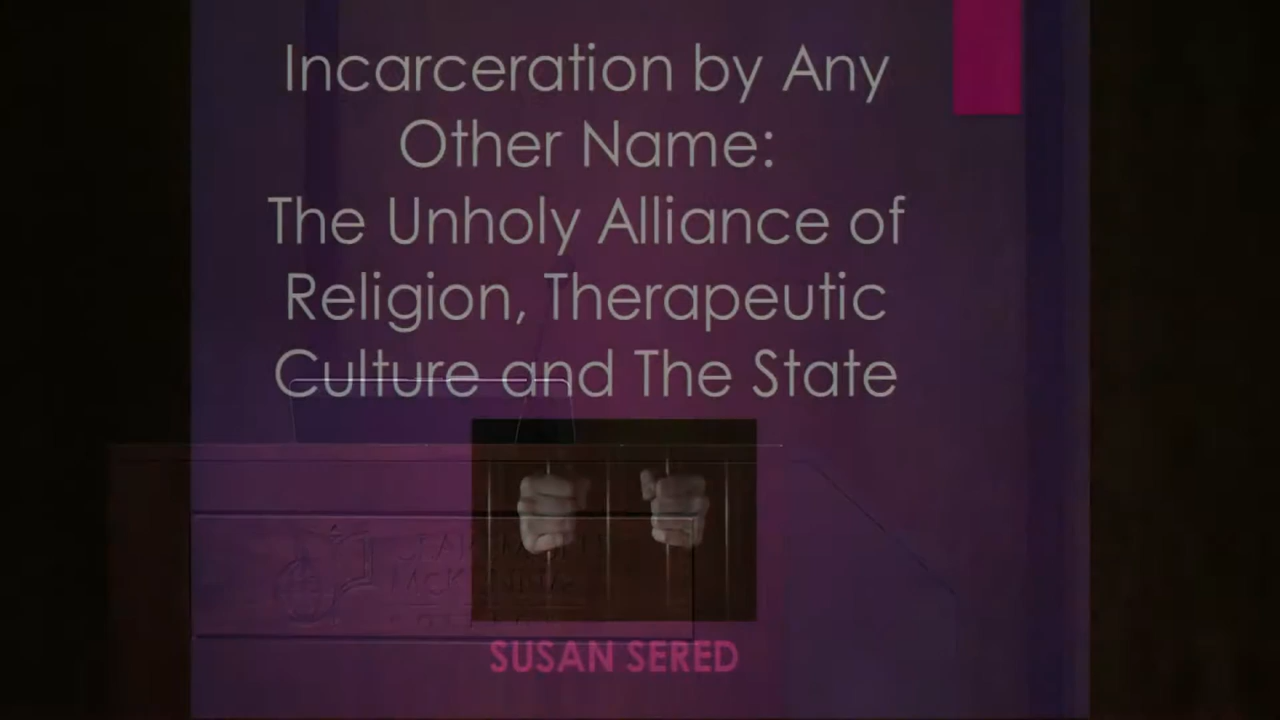 Incarceration by Any
Other Name:
The Unholy Alliance of
Religion, Therapeutic
Culture and The State
SUSAN SERED